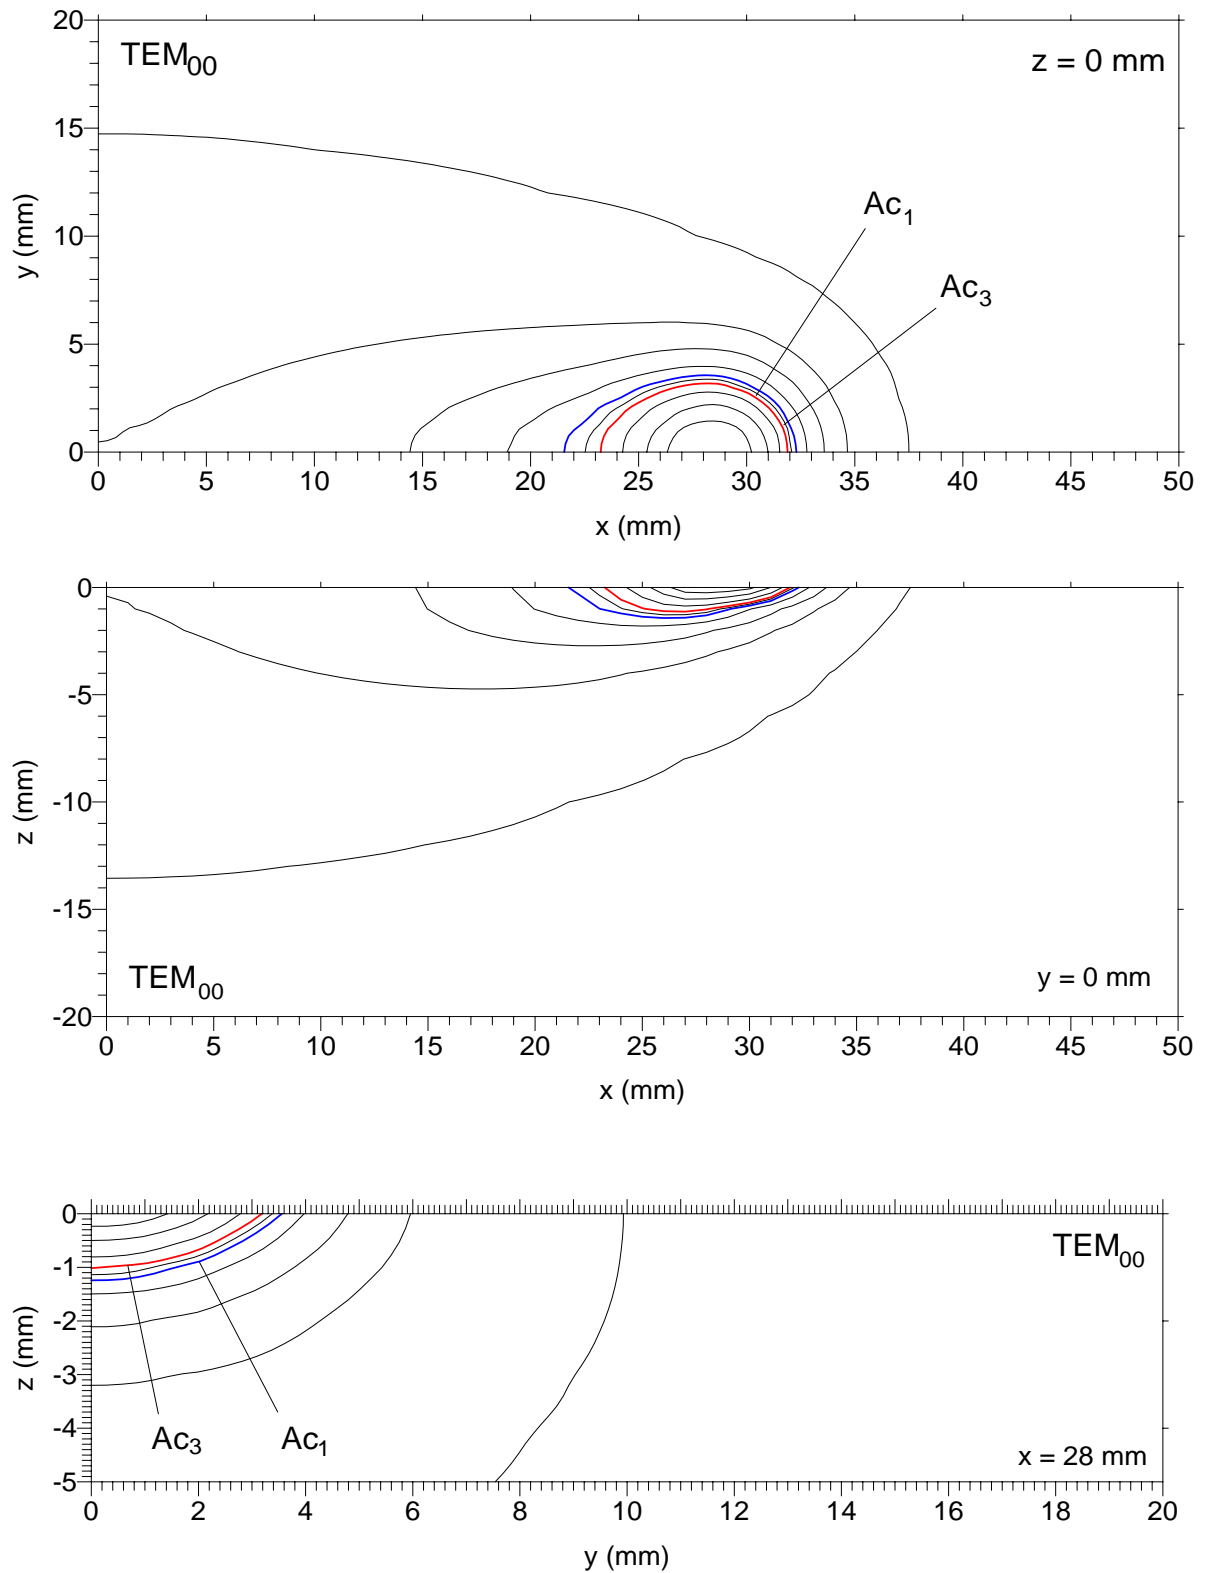 20
TEM₀₀ z = 0 mm
15
Ac₁
10
Ac₃
5
0
0 5 10 15 20 25 30 35 40 45 50
y (mm)
x (mm)
0
-5
-10
-15
TEM₀₀ y = 0 mm
-20
0 5 10 15 20 25 30 35 40 45 50
z (mm)
x (mm)
0
TEM₀₀
-1
-2
-3
-4
Ac₃ Ac₁
x = 28 mm
-5
0 2 4 6 8 10 12 14 16 18 20
z (mm)
y (mm)